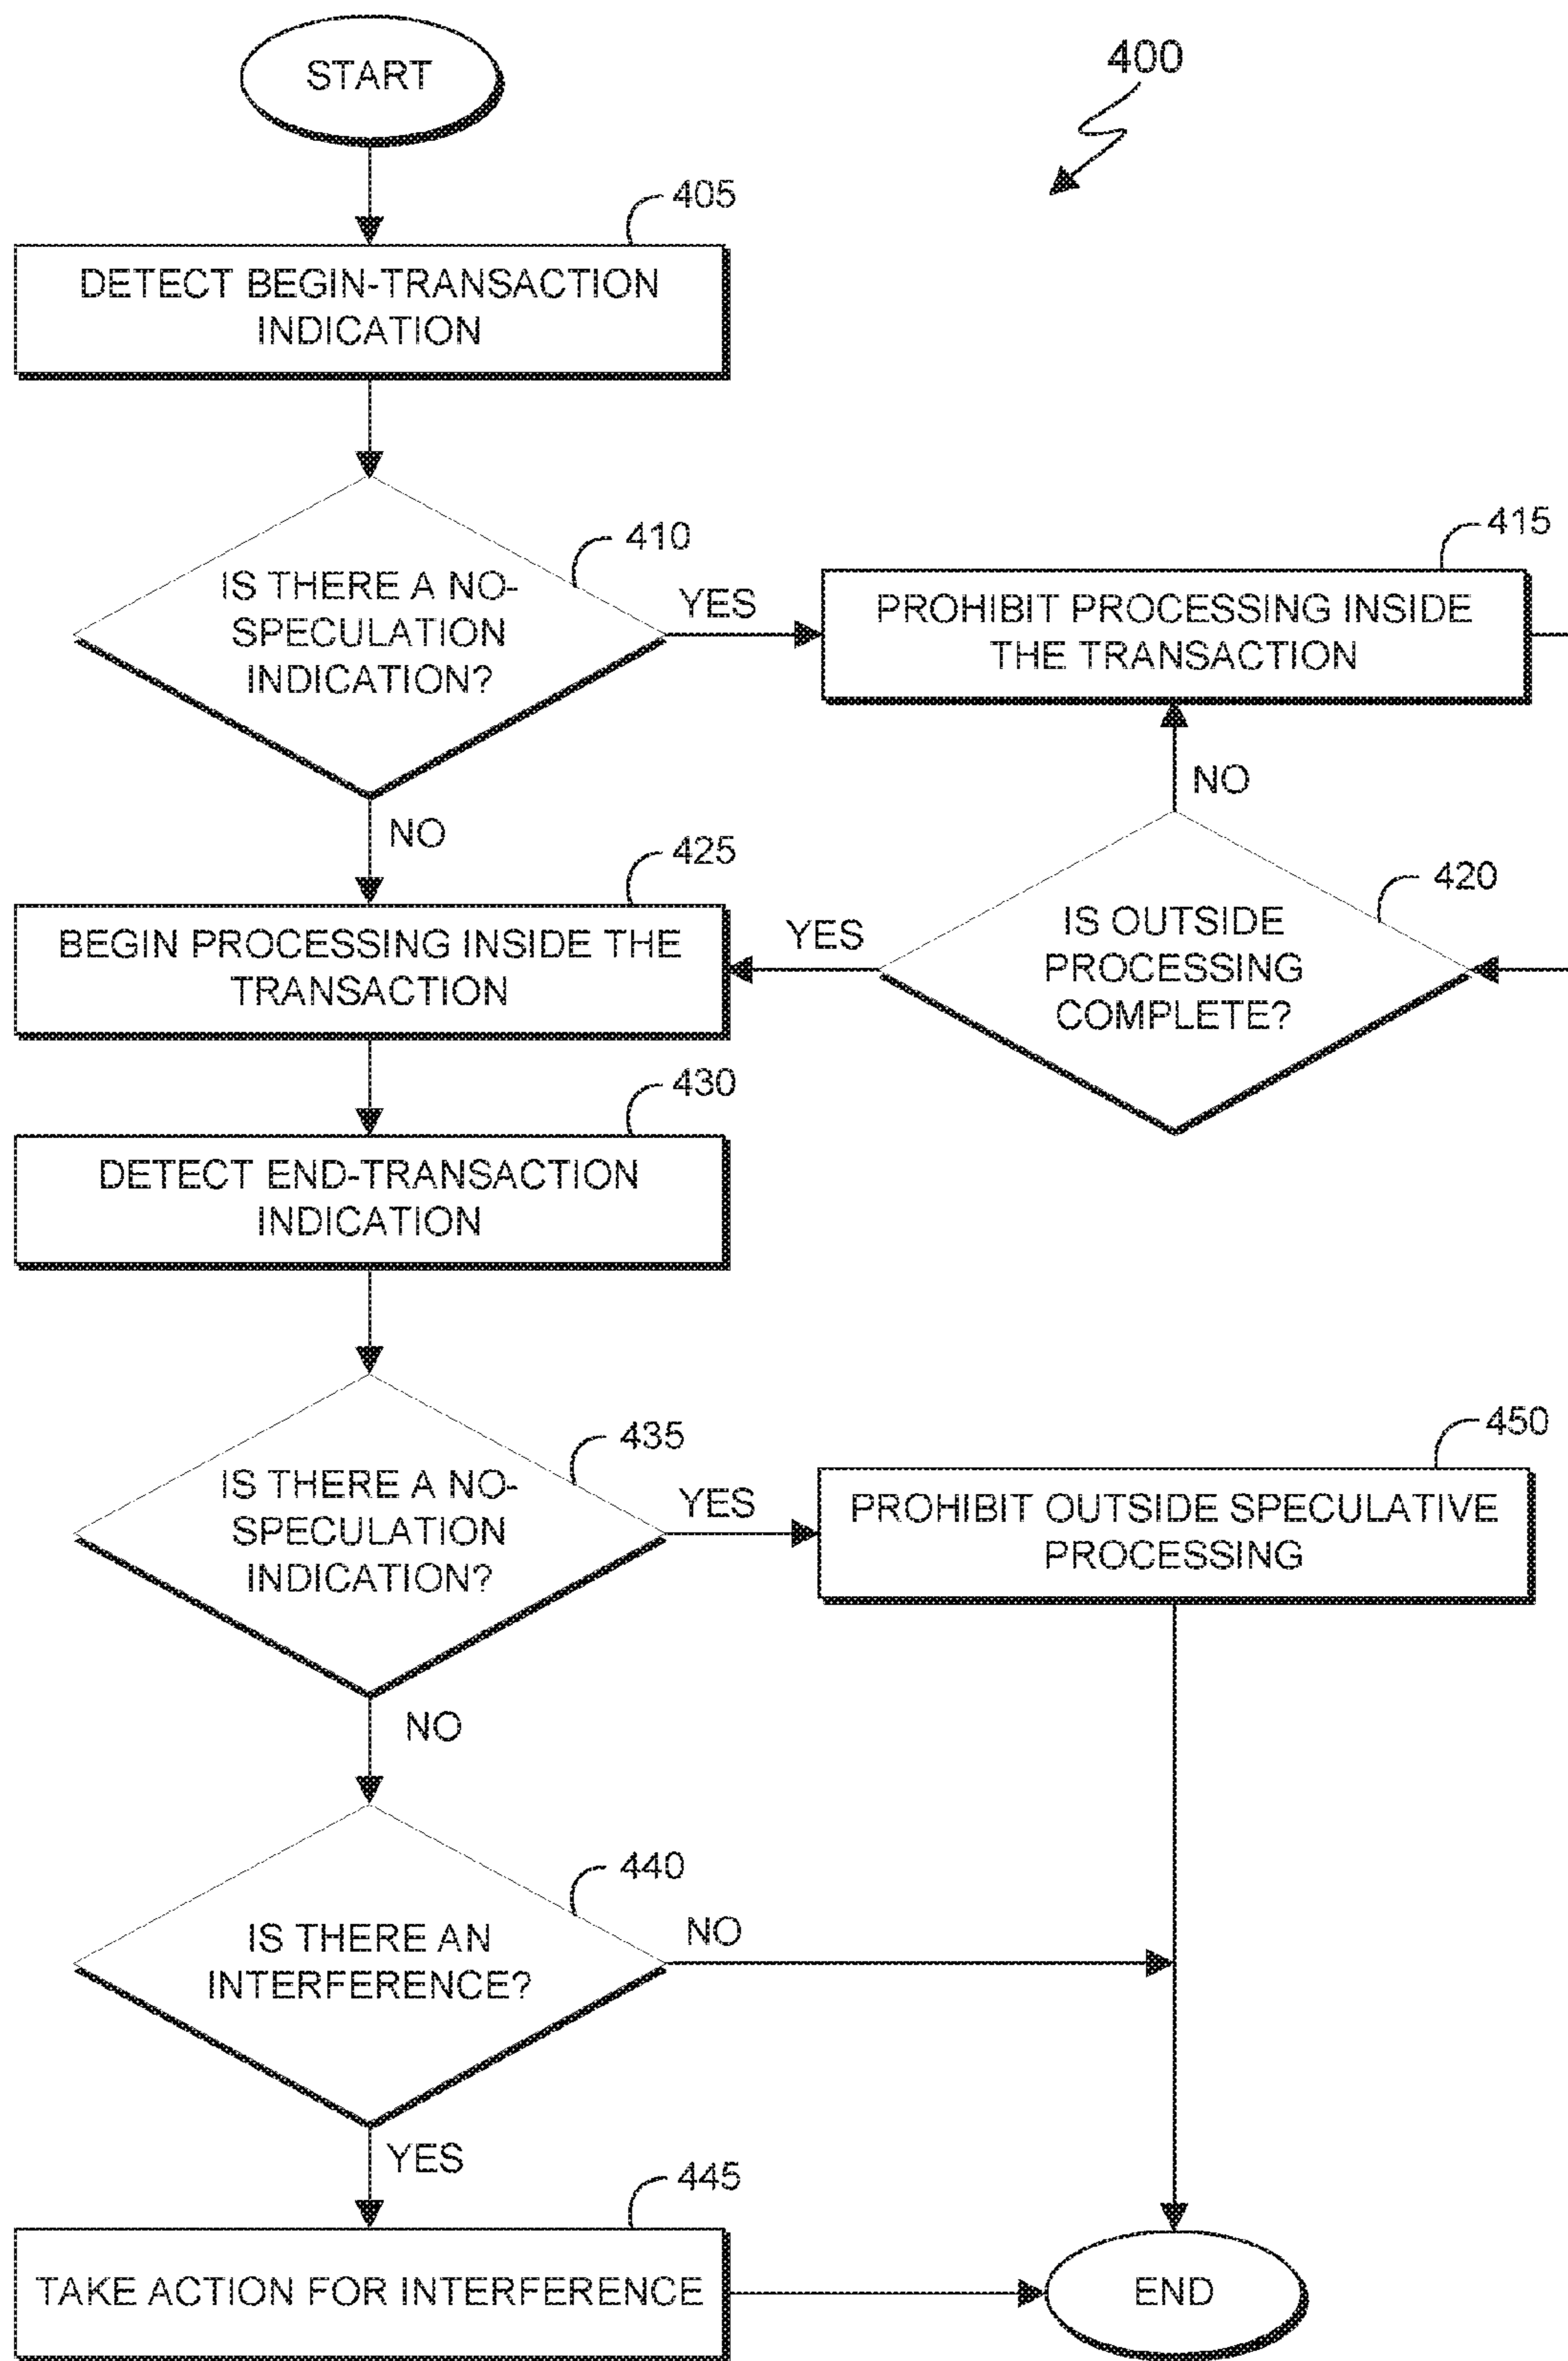 START
400
405
DETECT BEGIN-TRANSACTION
INDICATION
410
IS THERE A NO-
SPECULATION
INDICATION?
YES
415
PROHIBIT PROCESSING INSIDE
THE TRANSACTION
NO
NO
420
IS OUTSIDE
PROCESSING
COMPLETE?
YES
425
BEGIN PROCESSING INSIDE THE
TRANSACTION
430
DETECT END-TRANSACTION
INDICATION
435
IS THERE A NO-
SPECULATION
INDICATION?
YES
450
PROHIBIT OUTSIDE SPECULATIVE
PROCESSING
NO
440
IS THERE AN
INTERFERENCE?
NO
YES
445
TAKE ACTION FOR INTERFERENCE
END